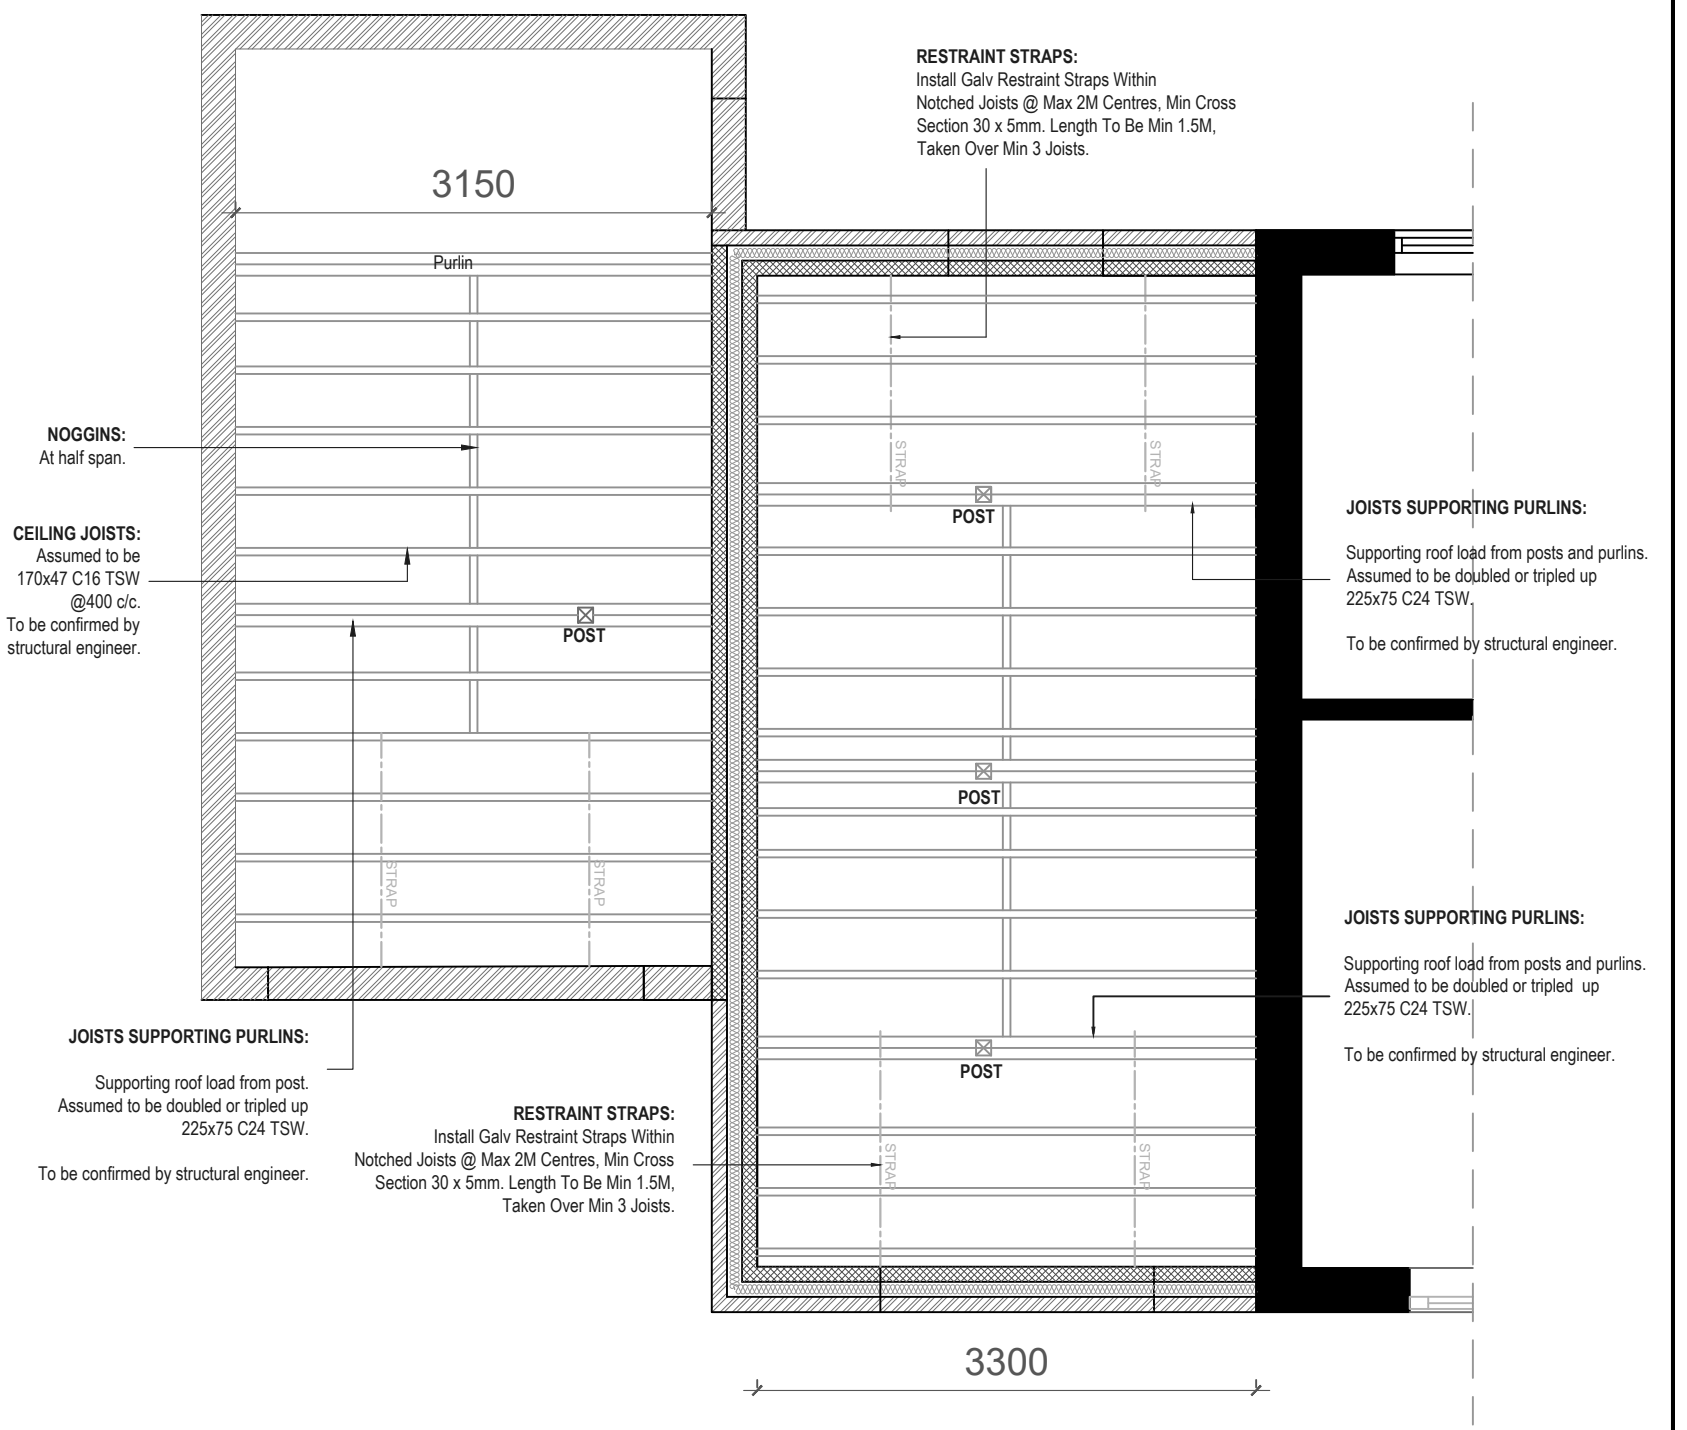 RESTRAINT STRAPS:
Install Galv Restraint Straps Within
Notched Joists @ Max 2M Centres, Min Cross
Section 30 x 5mm. Length To Be Min 1.5M,
Taken Over Min 3 Joists.
3150
Purlin
NOGGINS:
At half span.
STRAP
STRAP
CEILING JOISTS:
Assumed to be
170x47 C16 TSW
@400 c/c.
To be confirmed by
structural engineer.
POST
POST
JOISTS SUPPORTING PURLINS:
Supporting roof load from posts and purlins.
Assumed to be doubled or tripled up
225x75 C24 TSW.
To be confirmed by structural engineer.
POST
STRAP
STRAP
JOISTS SUPPORTING PURLINS:
Supporting roof load from posts and purlins.
Assumed to be doubled or tripled up
225x75 C24 TSW.
To be confirmed by structural engineer.
JOISTS SUPPORTING PURLINS:
Supporting roof load from post.
Assumed to be doubled or tripled up
225x75 C24 TSW.
To be confirmed by structural engineer.
POST
RESTRAINT STRAPS:
Install Galv Restraint Straps Within
Notched Joists @ Max 2M Centres, Min Cross
Section 30 x 5mm. Length To Be Min 1.5M,
Taken Over Min 3 Joists.
STRAP
STRAP
3300